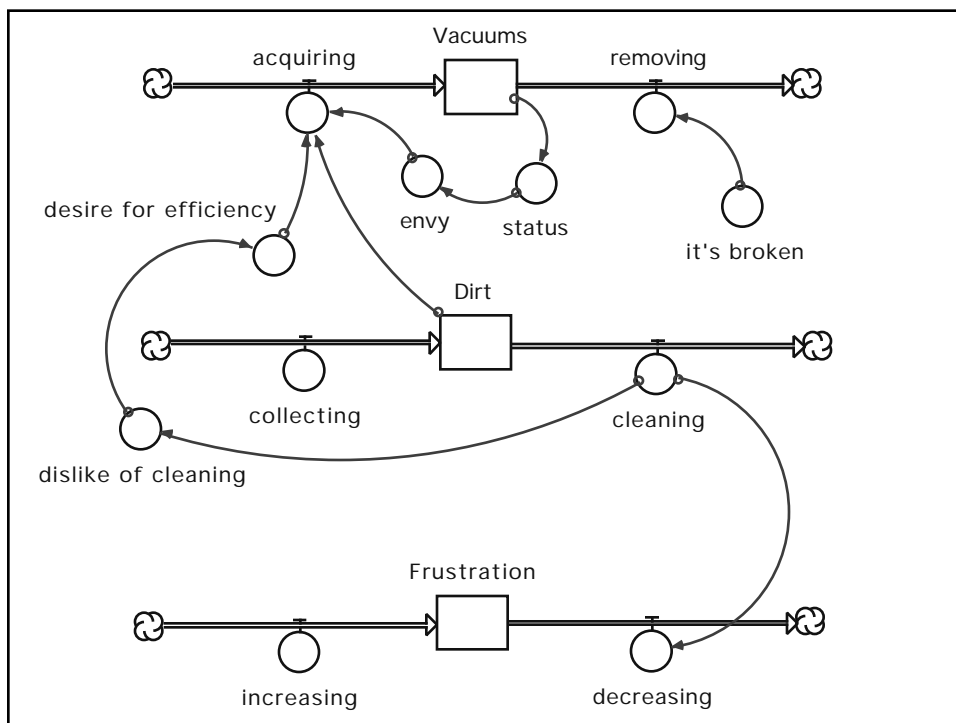 Vacuums
acquiring
removing
desire for efficiency
envy
status
it's broken
Dirt
collecting
cleaning
dislike of cleaning
Frustration
increasing
decreasing